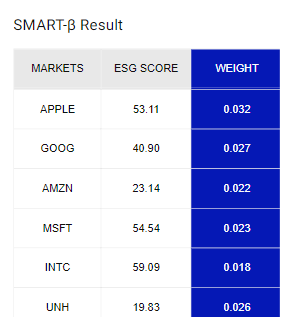 SMART-β Result
MARKETS ESG SCORE WEIGHT
APPLE 53.11 0.032
GOOG 40.90 0.027
AMZN 23.14 0.022
MSFT 54.54 0.023
INTC 59.09 0.018
UNH 19.83 0.026